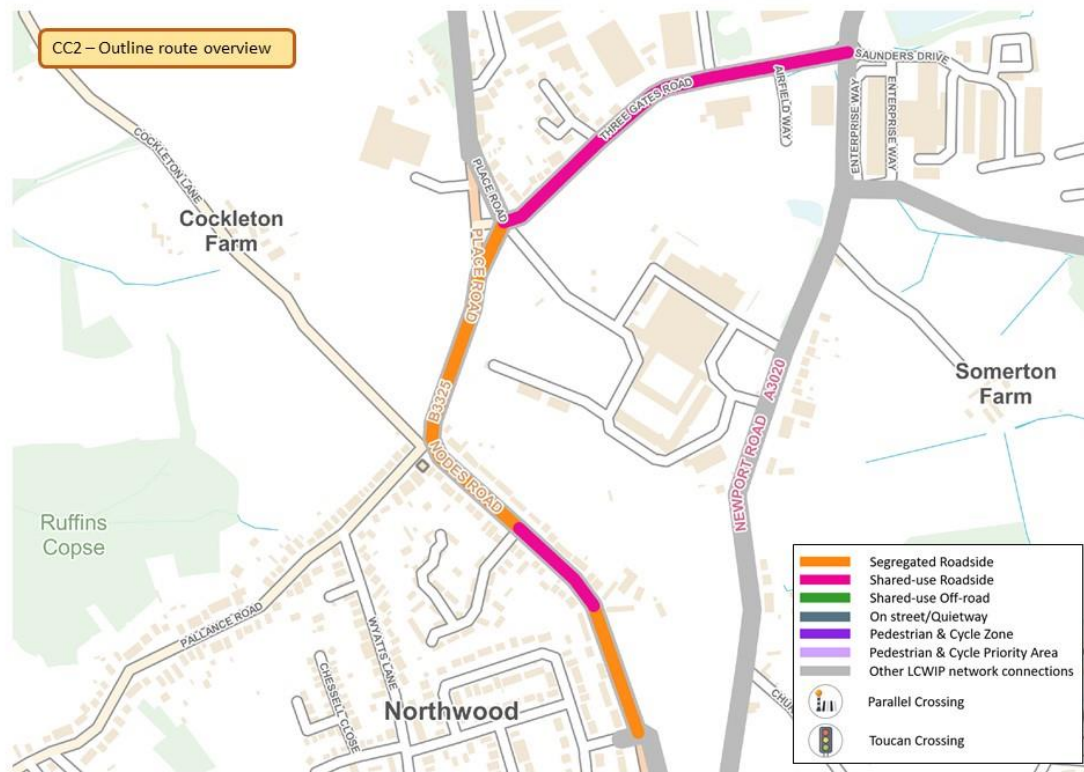 CC2 – Outline route overview
SAUNDERS DRIVE
AIRFIELD WAY
THREE GATES ROAD
ENTERPRISE WAY
ENTERPRISE WAY
COCKLETON LANE
PLACE ROAD
Cockleton
Farm
PLACE ROAD
Somerton
Farm
NEWPORT ROAD A3020
B3325
NODES ROAD
Ruffins
Copse
PALLANCE ROAD
WYATTS LANE
CHESSELL CLOSE
Northwood
Segregated Roadside
Shared-use Roadside
Shared-use Off-road
On street/Quietway
Pedestrian & Cycle Zone
Pedestrian & Cycle Priority Area
Other LCWIP network connections
Parallel Crossing
Toucan Crossing